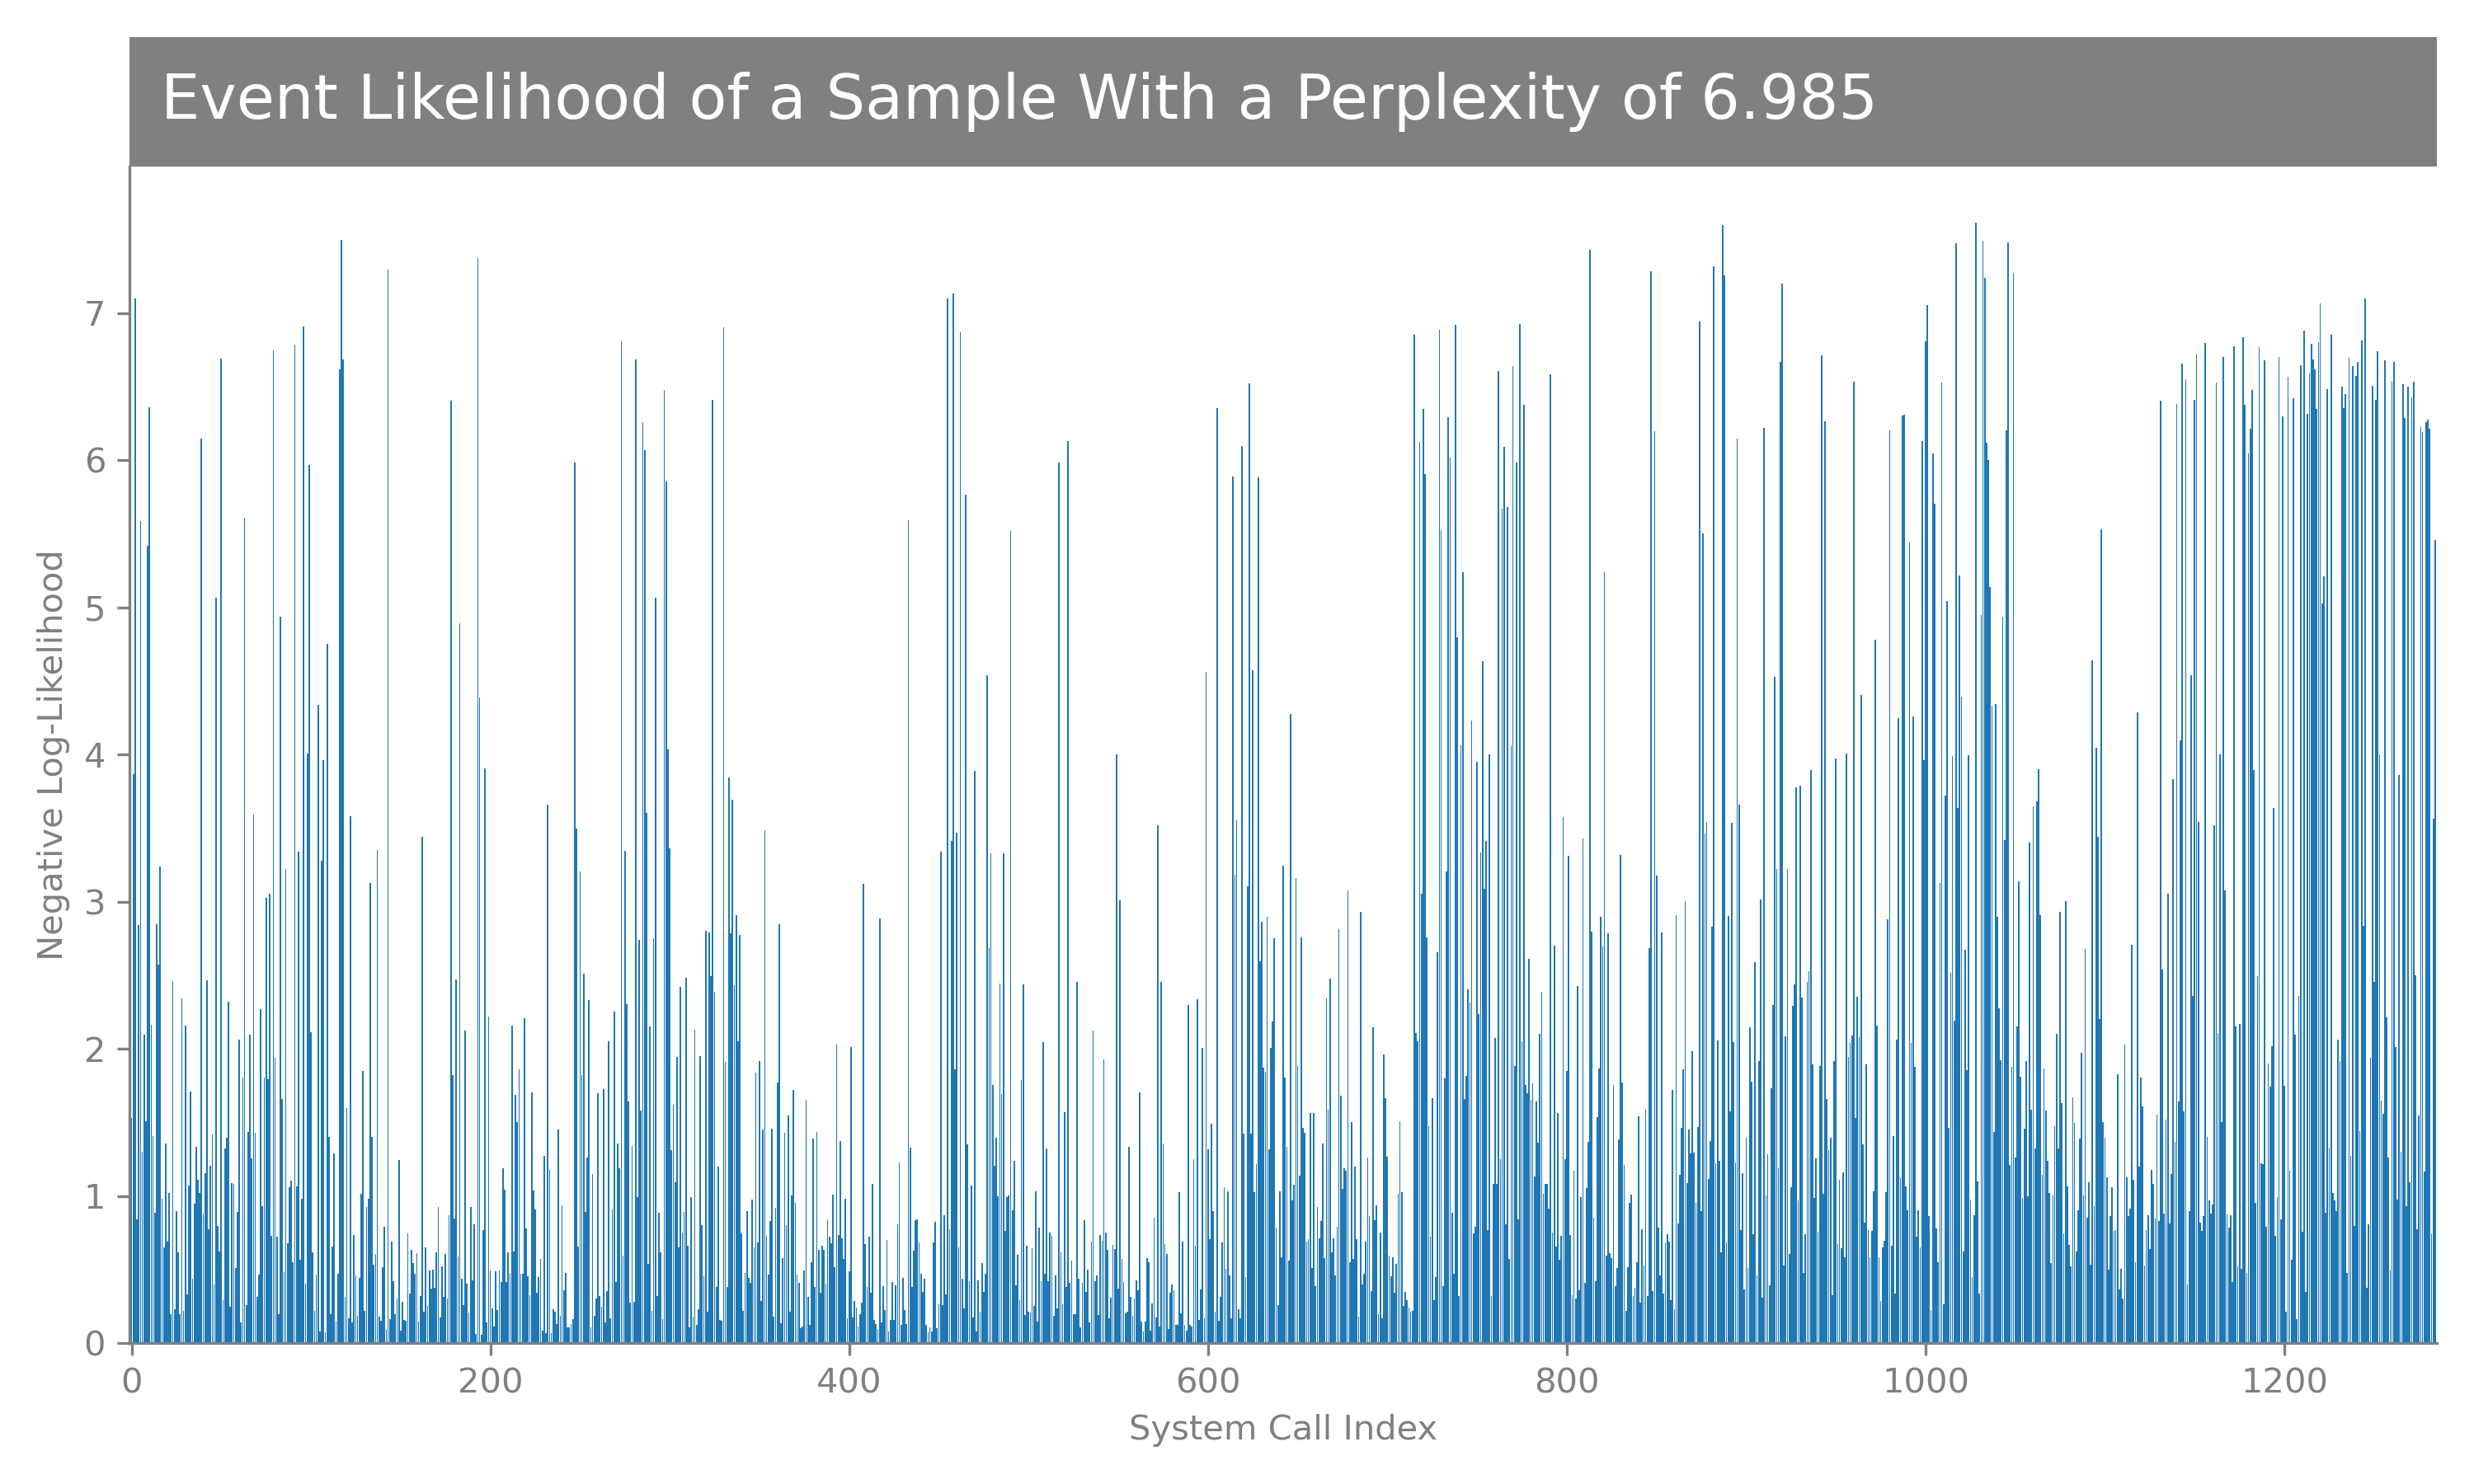 Event Likelihood of a Sample With a Perplexity of 6.985
Negative Log-Likelihood
7
6
5
4
3
2
1
0
0 200 400 600 800 1000 1200
System Call Index